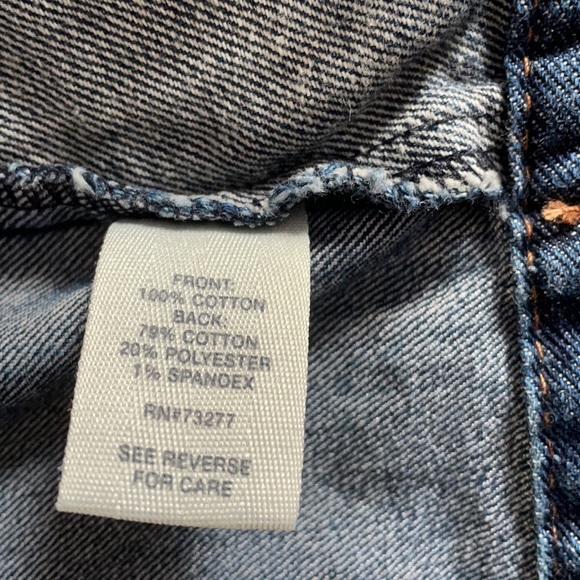 FRONT:
100% COTTON
BACK:
79% COTTON
20% POLYESTER
1% SPANDEX
RN#73277
SEE REVERSE
FOR CARE